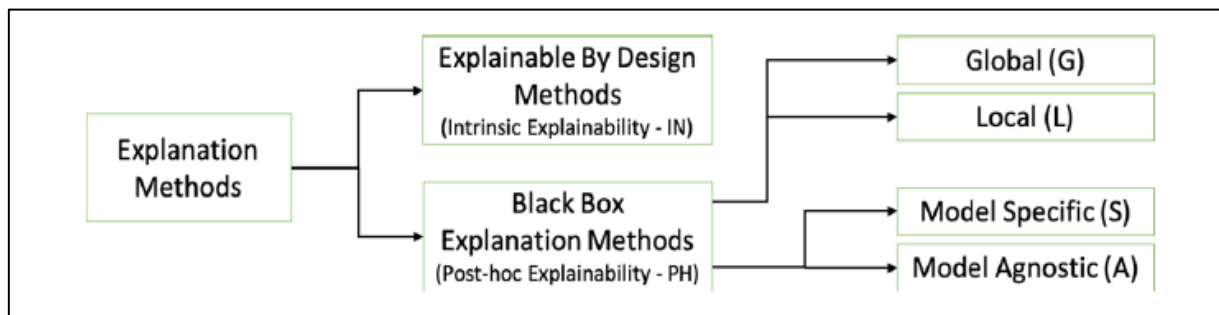 Explanation
Methods
Explainable By Design
Methods
(Intrinsic Explainability - IN)
Black Box
Explanation Methods
(Post-hoc Explainability - PH)
Global (G)
Local (L)
Model Specific (S)
Model Agnostic (A)